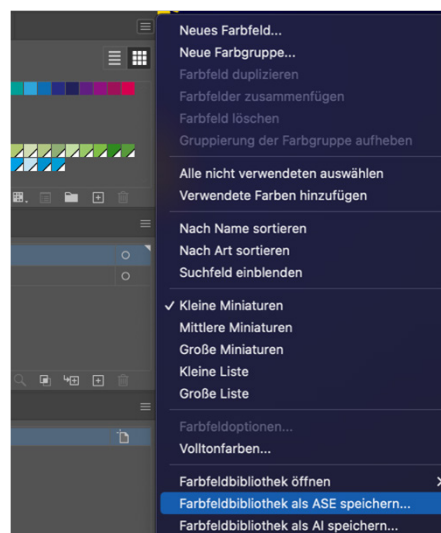 Neues Farbfeld...
Neue Farbgruppe...
Farbfeld duplizieren
Farbfelder zusammenfügen
Farbfeld löschen
Gruppierung der Farbgruppe aufheben
Alle nicht verwendeten auswählen
Verwendete Farben hinzufügen
Nach Name sortieren
Nach Art sortieren
Suchfeld einblenden
✓ Kleine Miniaturen
Mittlere Miniaturen
Große Miniaturen
Kleine Liste
Große Liste
Farbfeldoptionen...
Volltonfarben...
Farbfeldbibliothek öffnen
Farbfeldbibliothek als ASE speichern...
Farbfeldbibliothek als AI speichern...